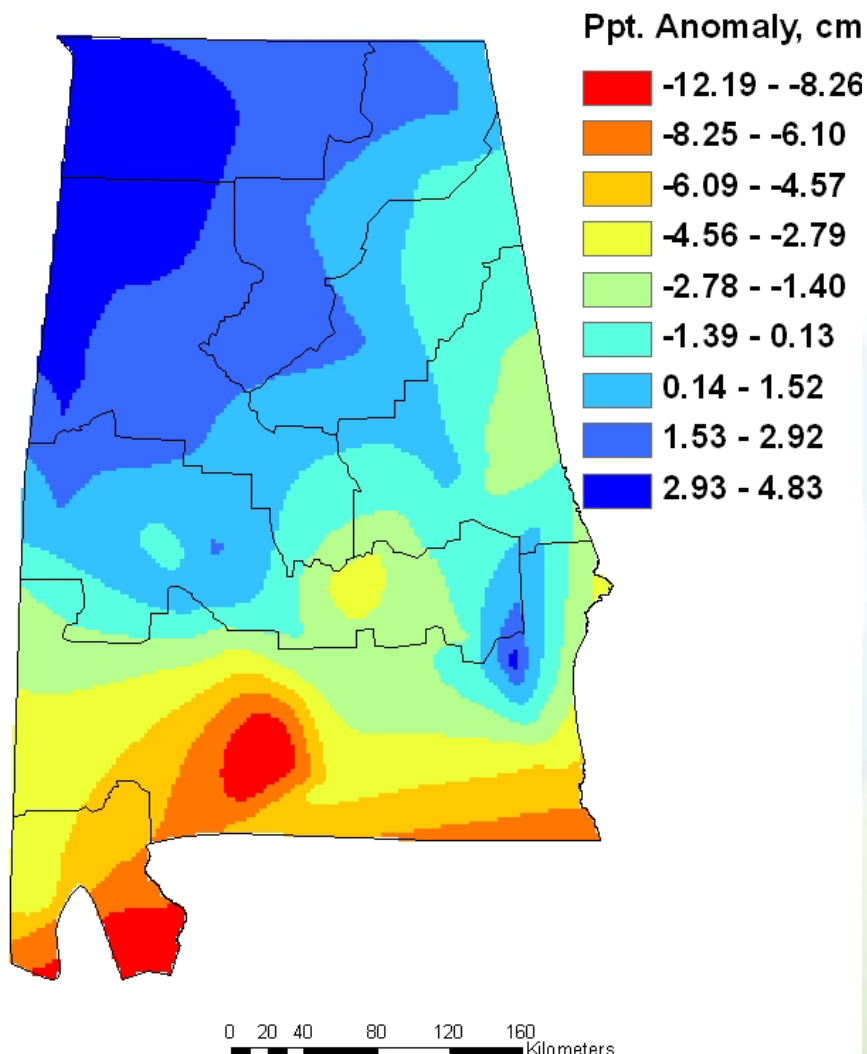 Ppt. Anomaly, cm
-12.19 - -8.26
-8.25 - -6.10
-6.09 - -4.57
-4.56 - -2.79
-2.78 - -1.40
-1.39 - 0.13
0.14 - 1.52
1.53 - 2.92
2.93 - 4.83
0 20 40 80 120 160
Kilometers